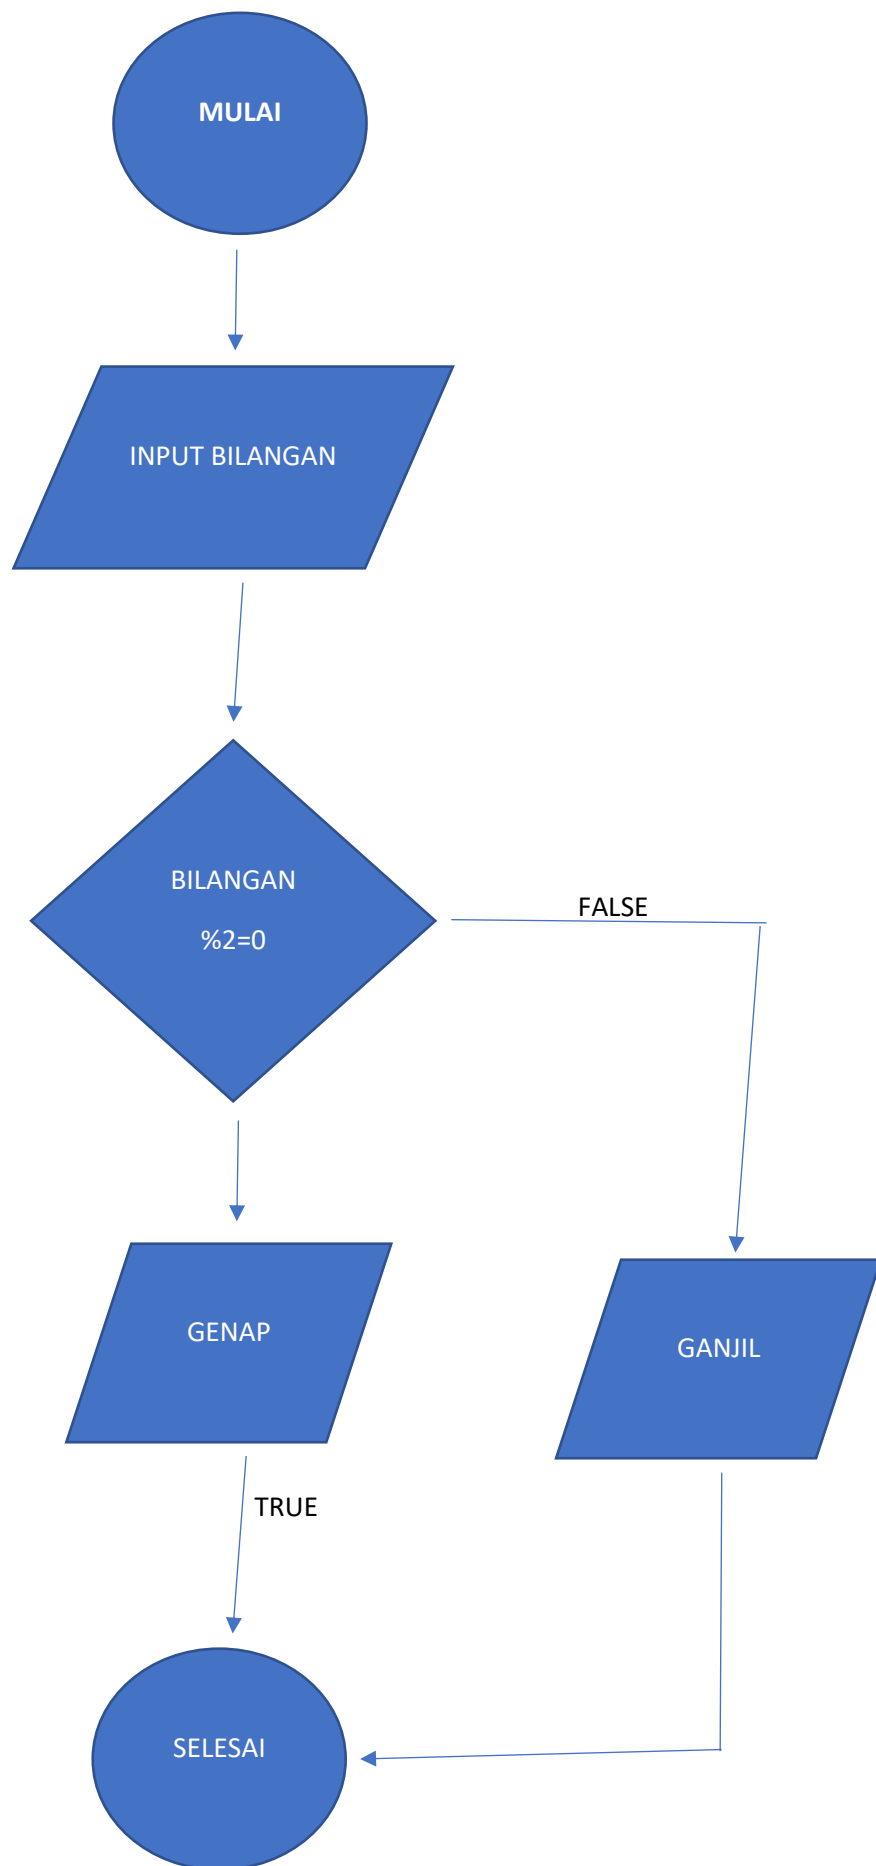 MULAI
INPUT BILANGAN
BILANGAN
%2=0
FALSE
GENAP
GANJIL
TRUE
SELESAI